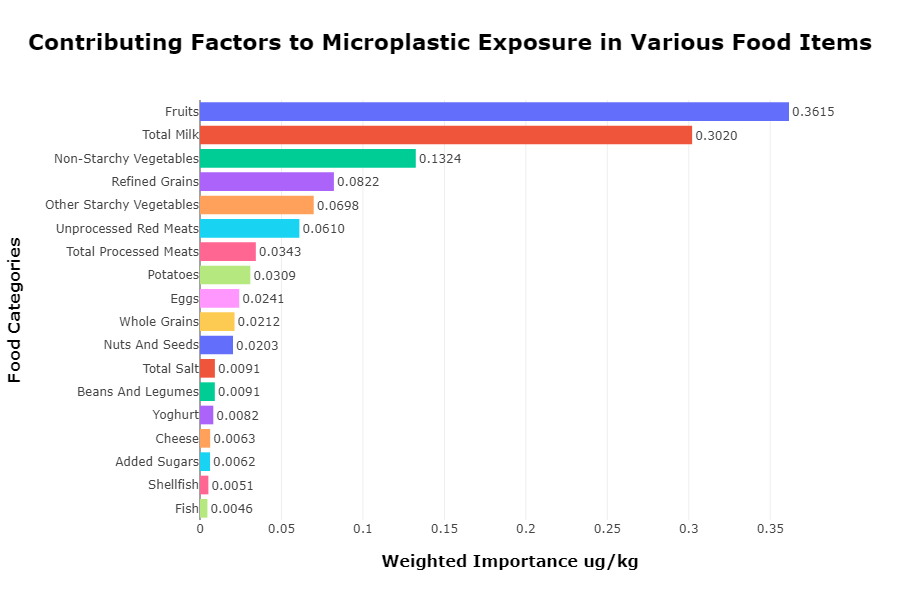 Contributing Factors to Microplastic Exposure in Various Food Items
Food Categories
Fruits 0.3615
Total Milk 0.3020
Non-Starchy Vegetables 0.1324
Refined Grains 0.0822
Other Starchy Vegetables 0.0698
Unprocessed Red Meats 0.0610
Total Processed Meats 0.0343
Potatoes 0.0309
Eggs 0.0241
Whole Grains 0.0212
Nuts And Seeds 0.0203
Total Salt 0.0091
Beans And Legumes 0.0091
Yoghurt 0.0082
Cheese 0.0063
Added Sugars 0.0062
Shellfish 0.0051
Fish 0.0046
0 0.05 0.1 0.15 0.2 0.25 0.3 0.35
Weighted Importance ug/kg